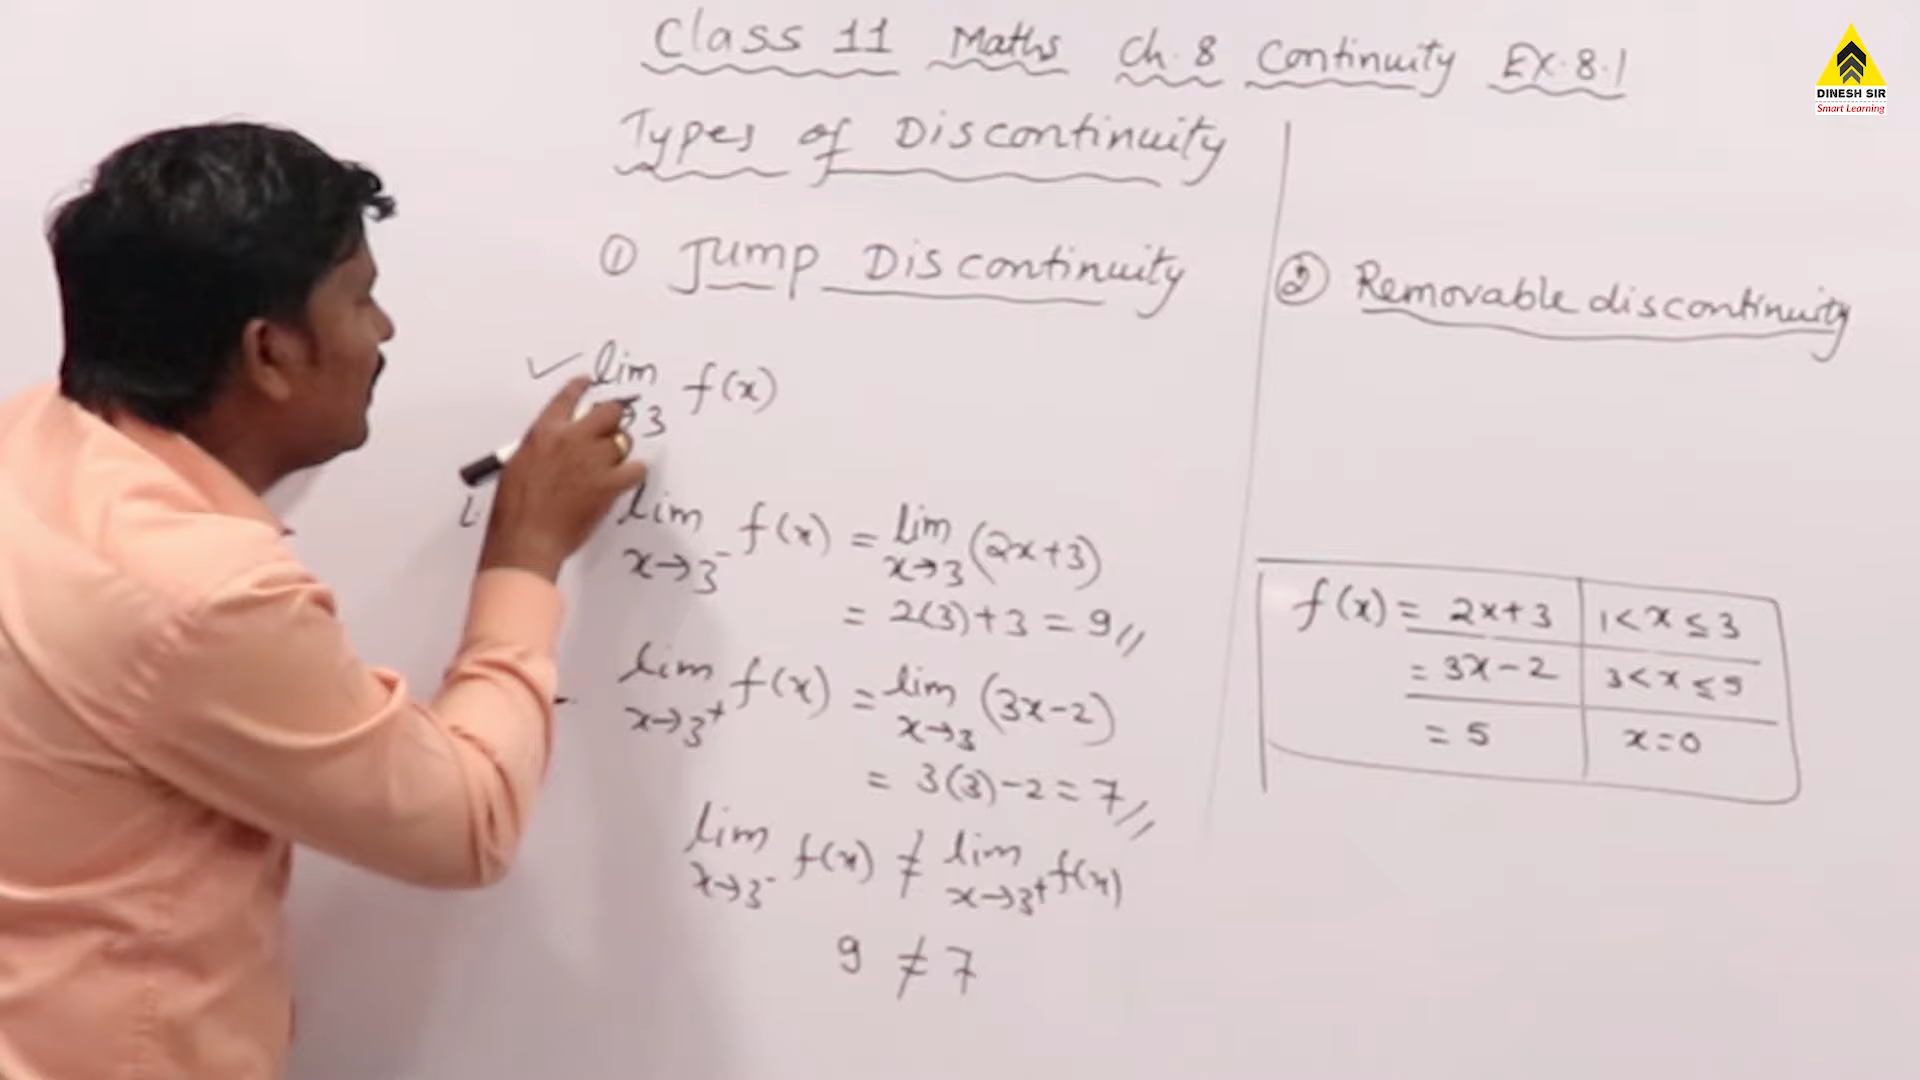 Class 11 Maths Ch. 8 Continuity EX. 8.1
Types of Discontinuity
① Jump Discontinuity
✓ lim f(x)
→3
L.
lim f(x) = lim (2x+3)
x→3⁻ x→3
= 2(3)+3 = 9//
lim f(x) = lim (3x-2)
x→3⁺ x→3
= 3(3)-2 = 7//
lim f(x) ≠ lim f(x)
x→3⁻ x→3⁺
9 ≠ 7
② Removable discontinuity
f(x) = 2x+3 | 1<x≤3
= 3x-2 | 3<x≤5
= 5 | x=0
DINESH SIR
Smart Learning